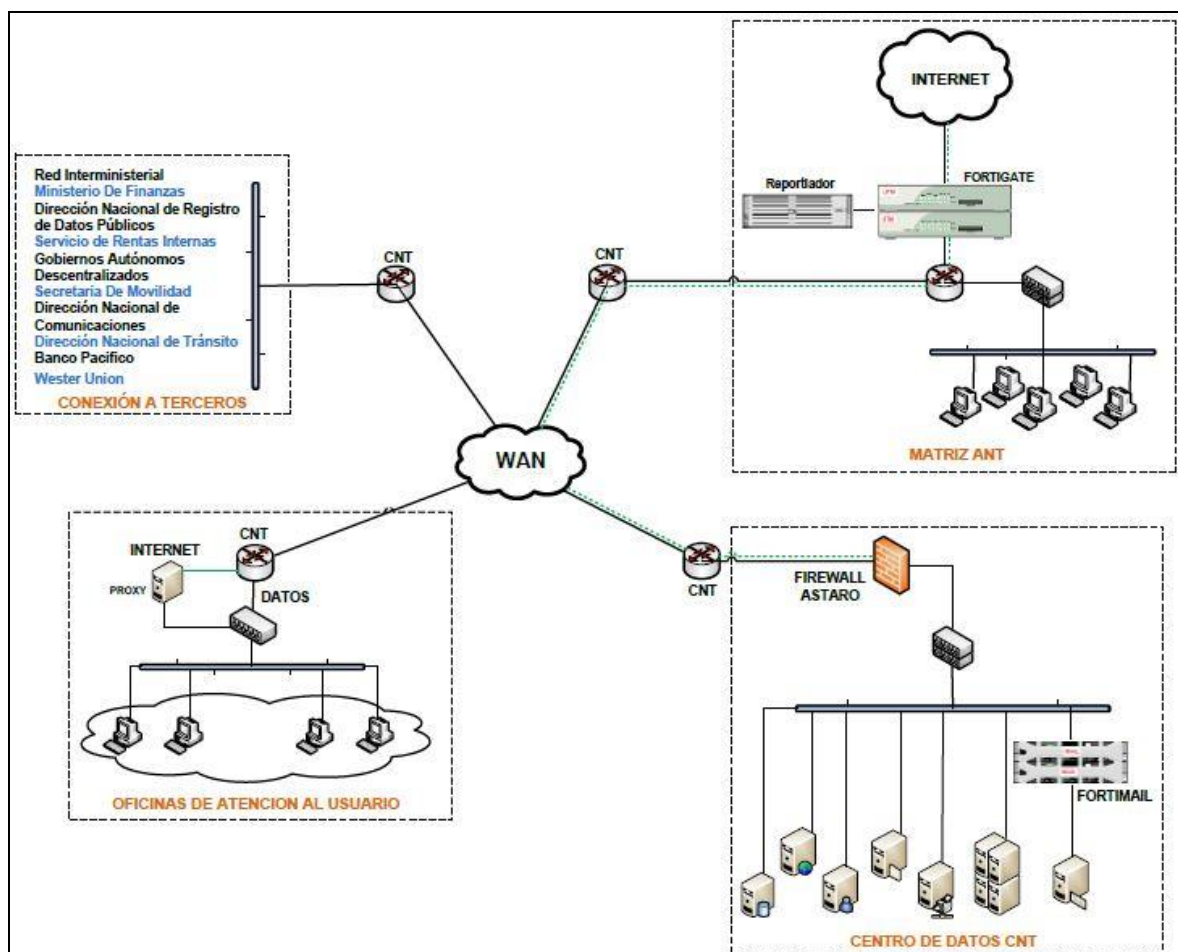 INTERNET
Reportiador
FORTIGATE
CNT
MATRIZ ANT
Red Interministerial
Ministerio De Finanzas
Dirección Nacional de Registro
de Datos Públicos
Servicio de Rentas Internas
Gobiernos Autónomos
Descentralizados
Secretaria De Movilidad
Dirección Nacional de
Comunicaciones
Dirección Nacional de Tránsito
Banco Pacifico
Wester Union
CONEXIÓN A TERCEROS
CNT
WAN
CNT
INTERNET
PROXY
DATOS
OFICINAS DE ATENCION AL USUARIO
CNT
FIREWALL
ASTARO
FORTIMAIL
CENTRO DE DATOS CNT